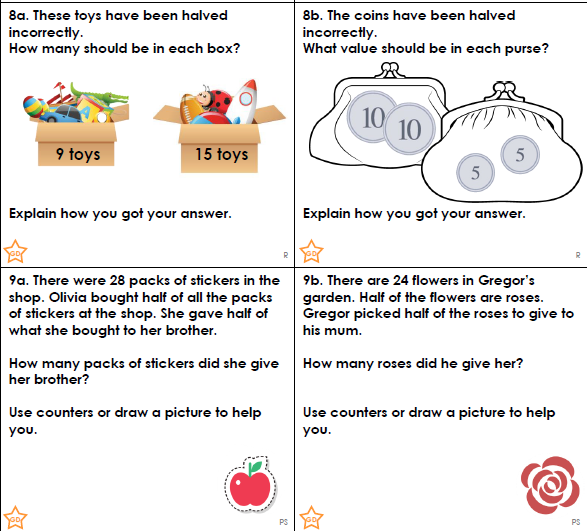 8a. These toys have been halved
incorrectly.
How many should be in each box?
9 toys
15 toys
Explain how you got your answer.
GD
R
8b. The coins have been halved
incorrectly.
What value should be in each purse?
10
10
5
5
Explain how you got your answer.
GD
R
9a. There were 28 packs of stickers in the
shop. Olivia bought half of all the packs
of stickers at the shop. She gave half of
what she bought to her brother.
How many packs of stickers did she give
her brother?
Use counters or draw a picture to help
you.
GD
PS
9b. There are 24 flowers in Gregor’s
garden. Half of the flowers are roses.
Gregor picked half of the roses to give to
his mum.
How many roses did he give her?
Use counters or draw a picture to help
you.
GD
PS